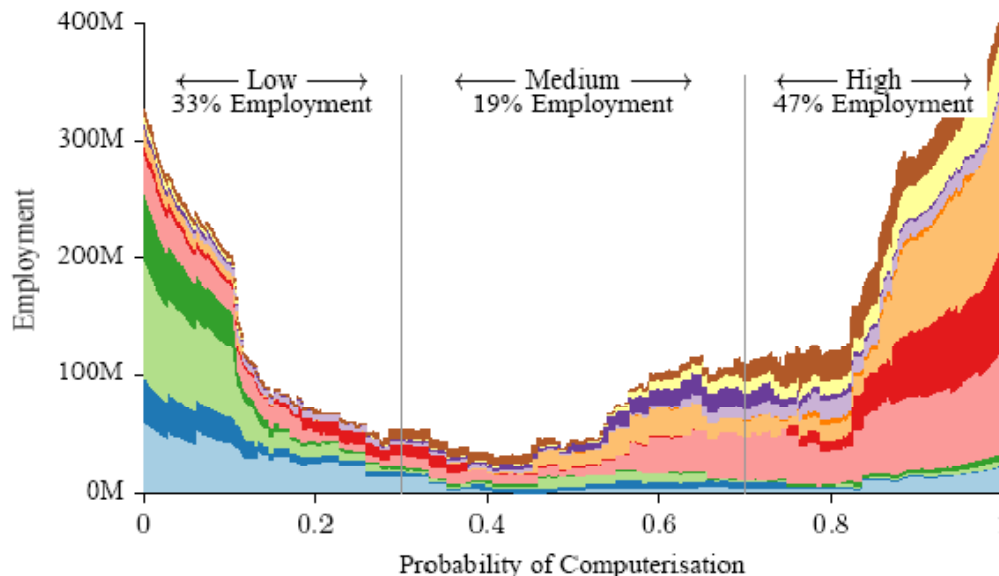 400M
← Low →
33% Employment
← Medium →
19% Employment
← High →
47% Employment
300M
Employment
200M
100M
0M
0
0.2
0.4
0.6
0.8
Probability of Computerisation